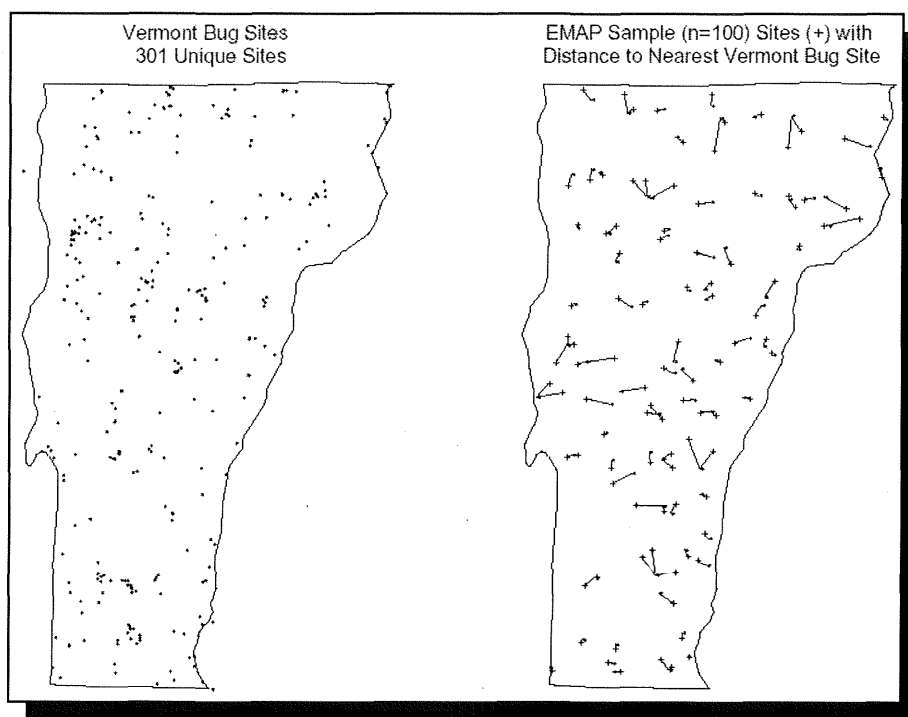 Vermont Bug Sites
301 Unique Sites
EMAP Sample (n=100) Sites (+) with
Distance to Nearest Vermont Bug Site